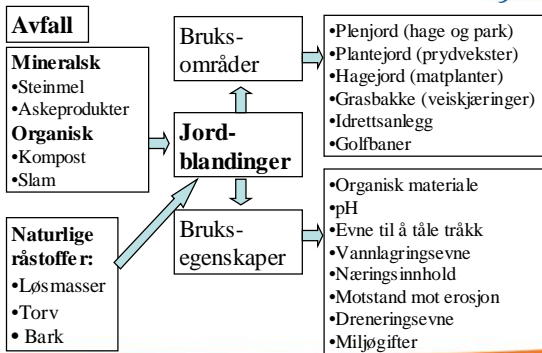 Avfall
Mineralsk
•Steinmel
•Askeprodukter
Organisk
•Kompost
•Slam
Naturlige
råstoffer:
•Løsmasser
•Torv
• Bark
Bruks-
områder
Jord-
blandinger
Bruks-
egenskaper
•Plenjord (hage og park)
•Plantejord (prydvekster)
•Hagejord (matplanter)
•Grasbakke (veiskjæringer)
•Idrettsanlegg
•Golfbaner
•Organisk materiale
•pH
•Evne til å tåle tråkk
•Vannlagringsevne
•Næringsinnhold
•Motstand mot erosjon
•Dreneringsevne
•Miljøgifter